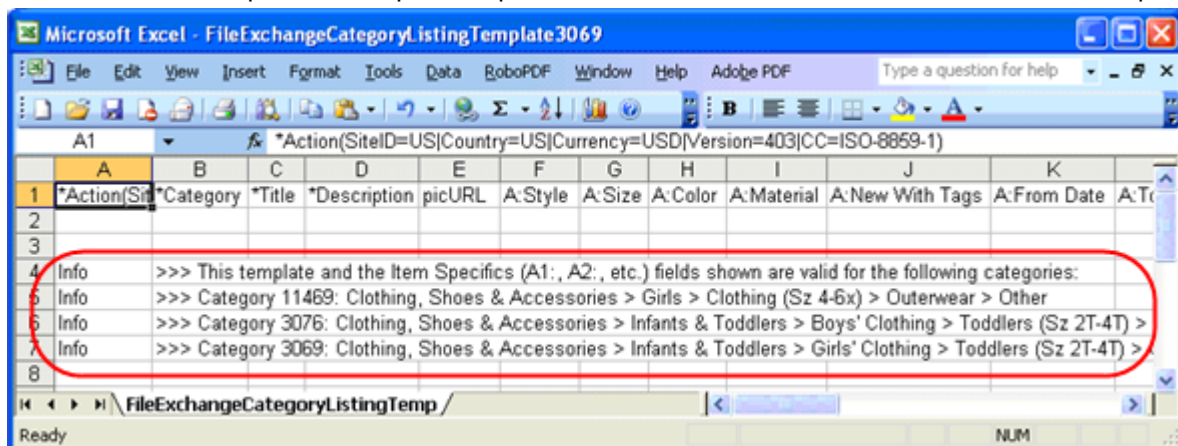 Microsoft Excel - FileExchangeCategoryListingTemplate3069
File Edit View Insert Format Tools Data RoboPDF Window Help Adobe PDF Type a question for help
A1 fx *Action(SiteID=US|Country=US|Currency=USD|Version=403|CC=ISO-8859-1)
A B C D E F G H I J K
1 *Action(Sit *Category *Title *Description picURL A:Style A:Size A:Color A:Material A:New With Tags A:From Date A:To
2
3
4 Info >>> This template and the Item Specifics (A1:, A2:, etc.) fields shown are valid for the following categories:
5 Info >>> Category 11469: Clothing, Shoes & Accessories > Girls > Clothing (Sz 4-6x) > Outerwear > Other
6 Info >>> Category 3076: Clothing, Shoes & Accessories > Infants & Toddlers > Boys' Clothing > Toddlers (Sz 2T-4T) >
7 Info >>> Category 3069: Clothing, Shoes & Accessories > Infants & Toddlers > Girls' Clothing > Toddlers (Sz 2T-4T) >
8
FileExchangeCategoryListingTemp
Ready NUM